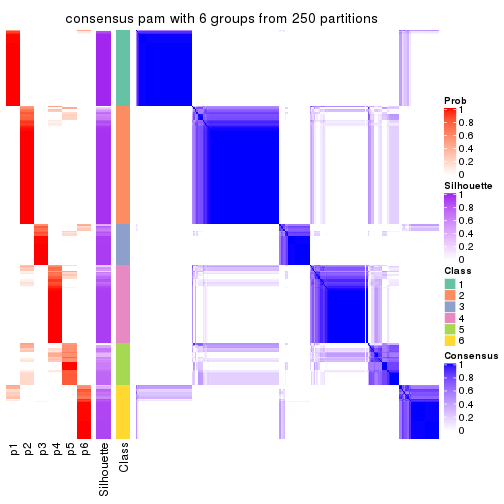 consensus pam with 6 groups from 250 partitions
Prob
1
0.8
0.6
0.4
0.2
0
Silhouette
1
0.8
0.6
0.4
0.2
0
Class
1
2
3
4
5
6
Consensus
1
0.8
0.6
0.4
0.2
0
p1
p2
p3
p4
p5
p6
Silhouette
Class